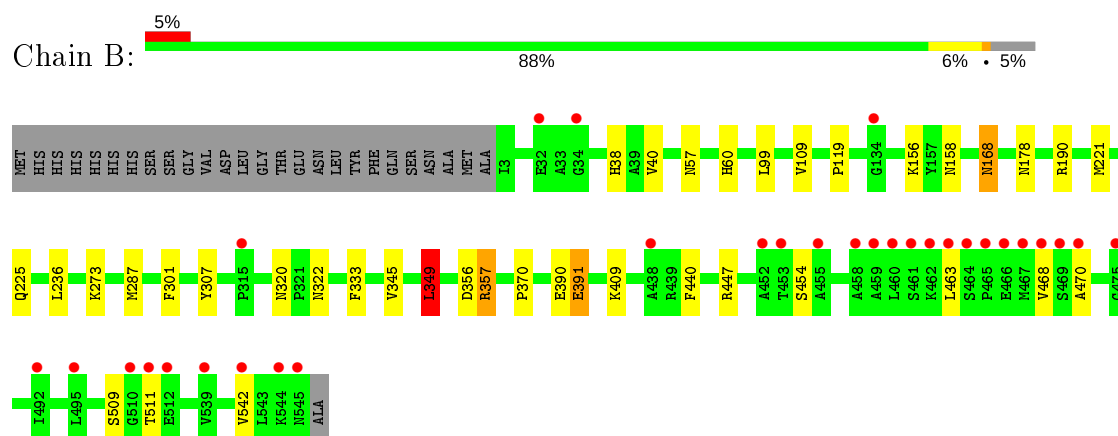 5%
Chain B:
88% 6% • 5%
MET HIS HIS HIS HIS HIS HIS SER SER GLY VAL ASP LEU GLY THR GLU ASN LEU TYR PHE GLN SER ASN ALA MET ALA I3 E32 A33 G34 H38 A39 V40 N57 H60 L99 V109 P119 G134 K156 Y157 N158 N168 N178 R190 M221
Q225 L236 K273 M287 F301 Y307 P315 N320 P321 N322 F333 V345 L349 D356 R357 P370 E390 E391 K409 A438 R439 F440 R447 A452 T453 S454 A455 A458 A459 L460 S461 K462 L463 S464 P465 E466 M467 V468 S469 A470
I492 L495 S509 G510 T511 E512 V539 V542 L543 K544 N545 ALA